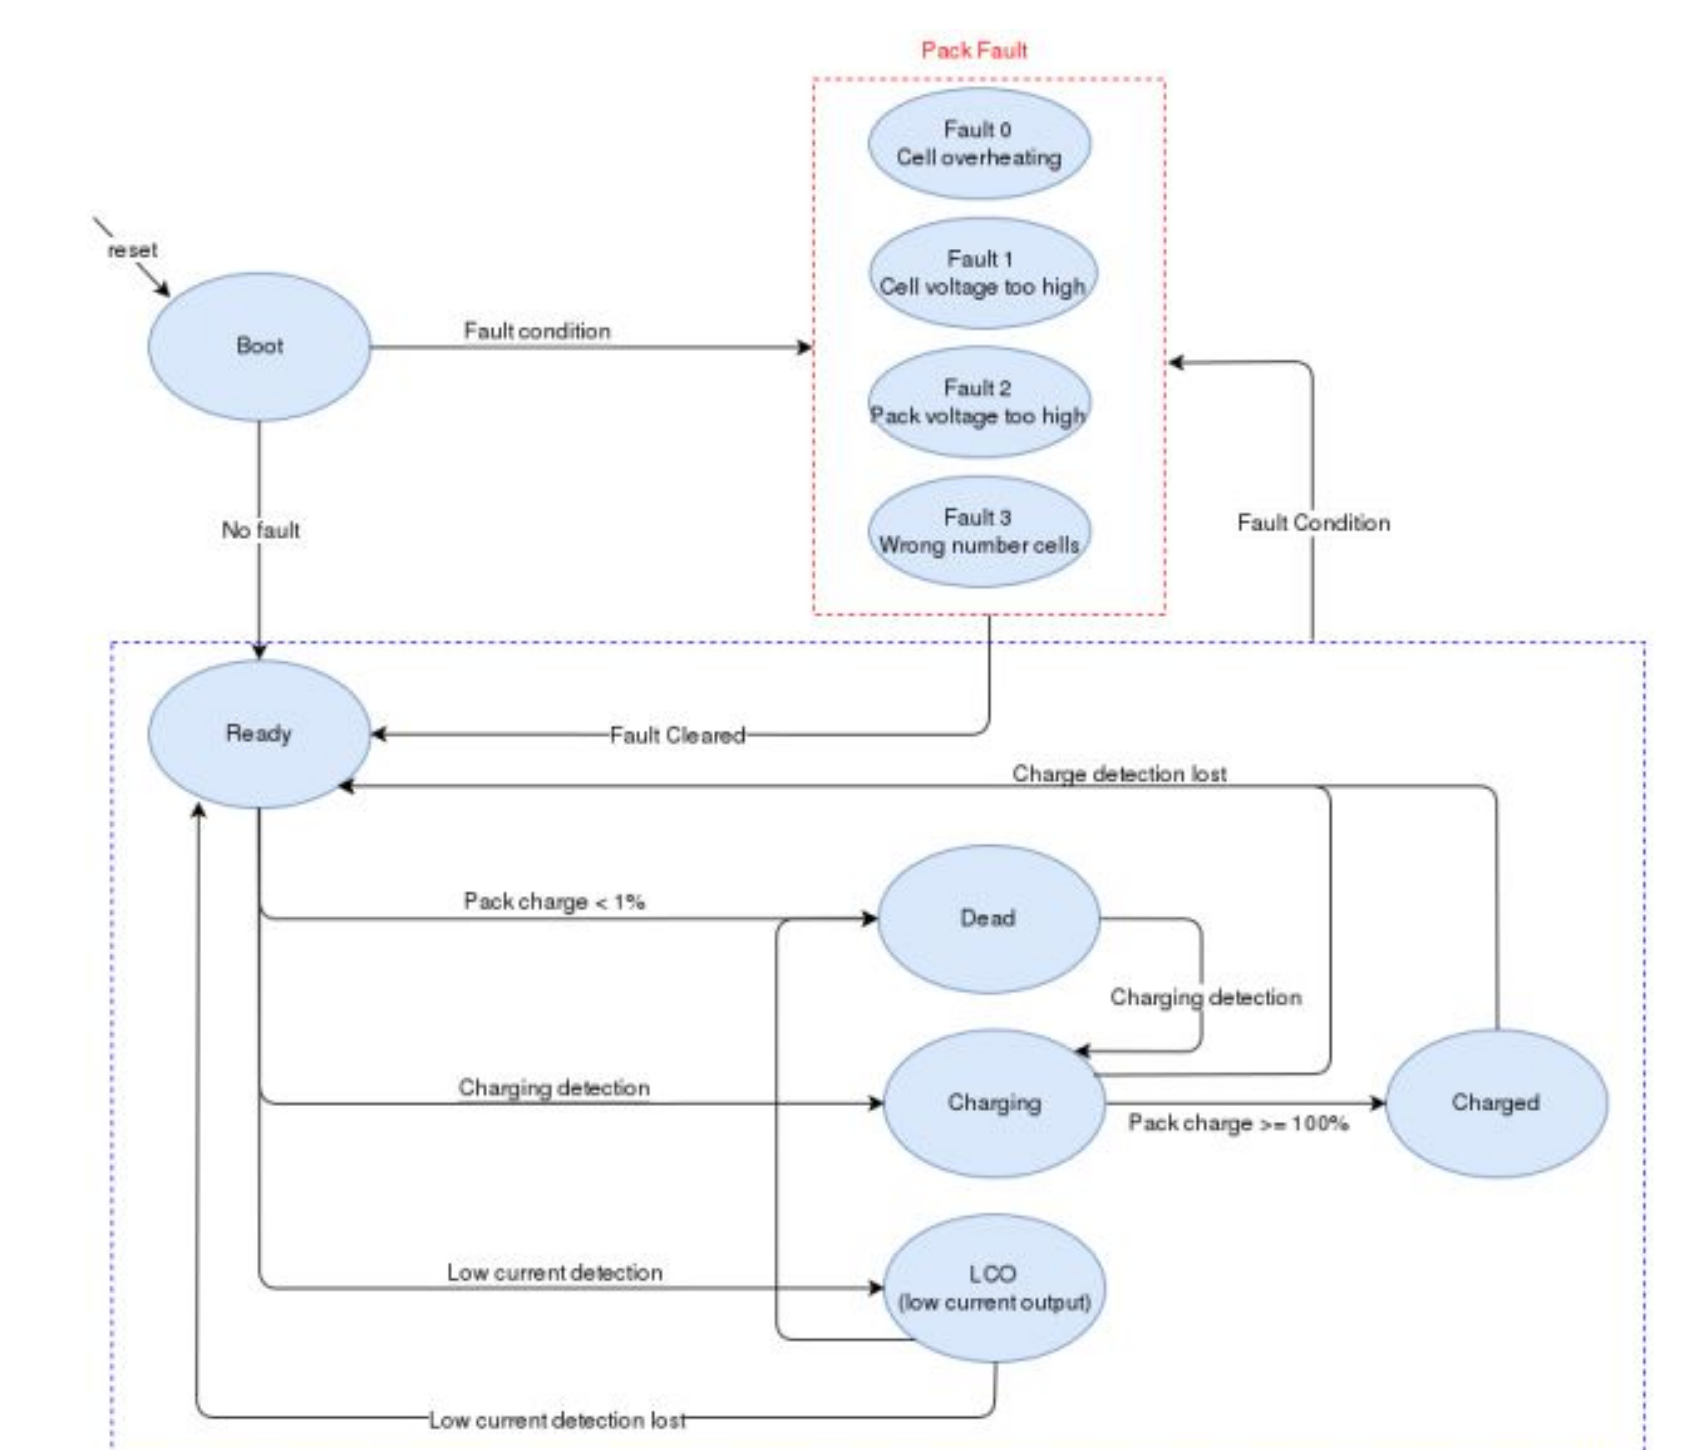 Pack Fault
Fault 0
Cell overheating
reset
Fault 1
Cell voltage too high
Boot
Fault condition
Fault 2
Pack voltage too high
No fault
Fault 3
Wrong number cells
Fault Condition
Ready
Fault Cleared
Charge detection lost
Pack charge < 1%
Dead
Charging detection
Charging detection
Charging
Pack charge >= 100%
Charged
Low current detection
LCO
(low current output)
Low current detection lost